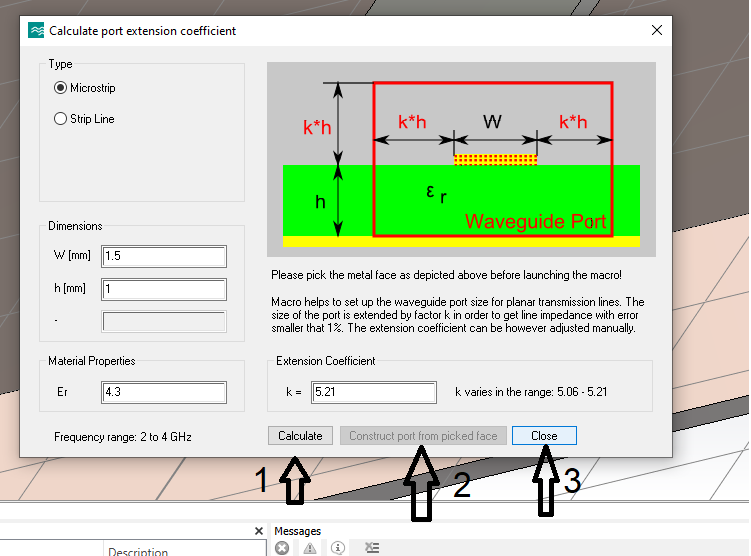 Calculate port extension coefficient
Type
Microstrip
Strip Line
k*h
k*h
W
k*h
h
ε r
Waveguide Port
Dimensions
W [mm]
1.5
h [mm]
1
-
Please pick the metal face as depicted above before launching the macro!
Macro helps to set up the waveguide port size for planar transmission lines. The
size of the port is extended by factor k in order to get line impedance with error
smaller that 1%. The extension coefficient can be however adjusted manually.
Material Properties
Er
4.3
Extension Coefficient
k =
5.21
k varies in the range: 5.06 - 5.21
Frequency range: 2 to 4 GHz
Calculate
Construct port from picked face
Close
1
2
3
Messages
Description